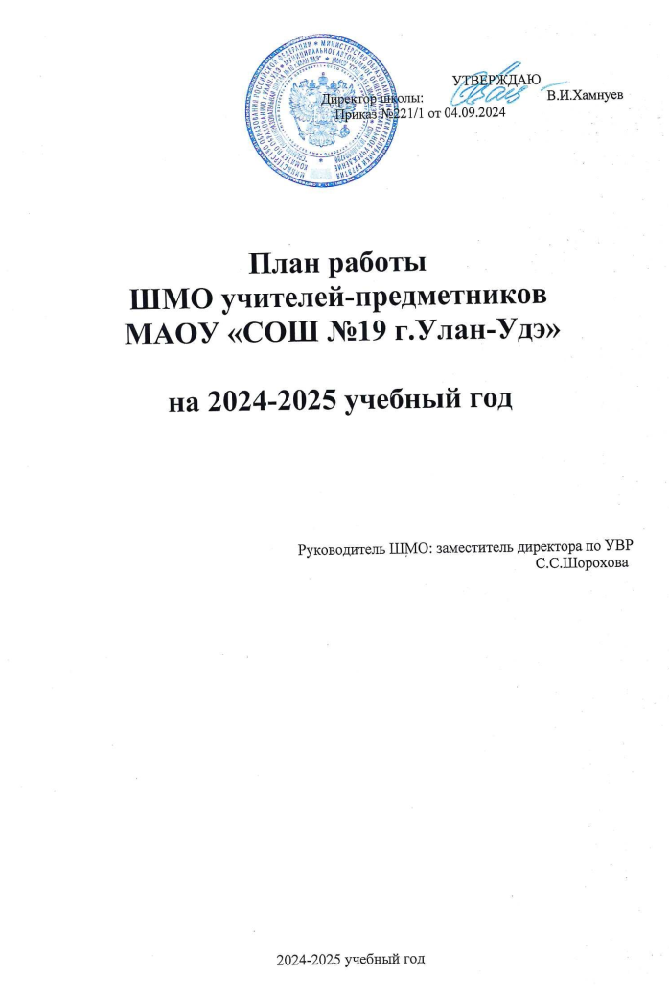 УТВЕРЖДАЮ
Директор школы: В.И.Хамнуев
Приказ №221/1 от 04.09.2024
План работы
ШМО учителей-предметников
МАОУ «СОШ №19 г.Улан-Удэ»
на 2024-2025 учебный год
Руководитель ШМО: заместитель директора по УВР
С.С.Шорохова
2024-2025 учебный год